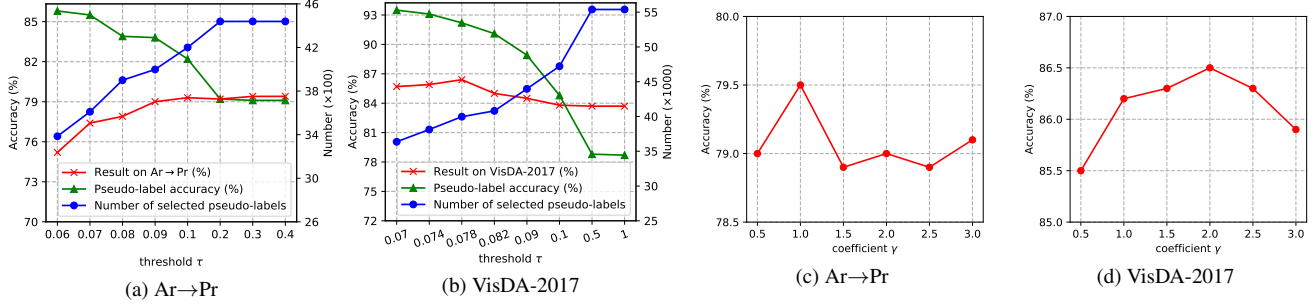 85
82
79
76
73
70
Accuracy (%)
46
42
38
34
30
26
Number (×100)
Result on Ar→Pr (%)
Pseudo-label accuracy (%)
Number of selected pseudo-labels
0.06 0.07 0.08 0.09 0.1 0.2 0.3 0.4
threshold τ
(a) Ar→Pr
93
90
87
84
81
78
75
72
Accuracy (%)
55
50
45
40
35
30
25
Number (×1000)
Result on VisDA-2017 (%)
Pseudo-label accuracy (%)
Number of selected pseudo-labels
0.07 0.074 0.078 0.082 0.09 0.1 0.5 1
threshold τ
(b) VisDA-2017
80.0
79.5
79.0
78.5
Accuracy (%)
0.5 1.0 1.5 2.0 2.5 3.0
coefficient γ
(c) Ar→Pr
87.0
86.5
86.0
85.5
85.0
Accuracy (%)
0.5 1.0 1.5 2.0 2.5 3.0
coefficient γ
(d) VisDA-2017